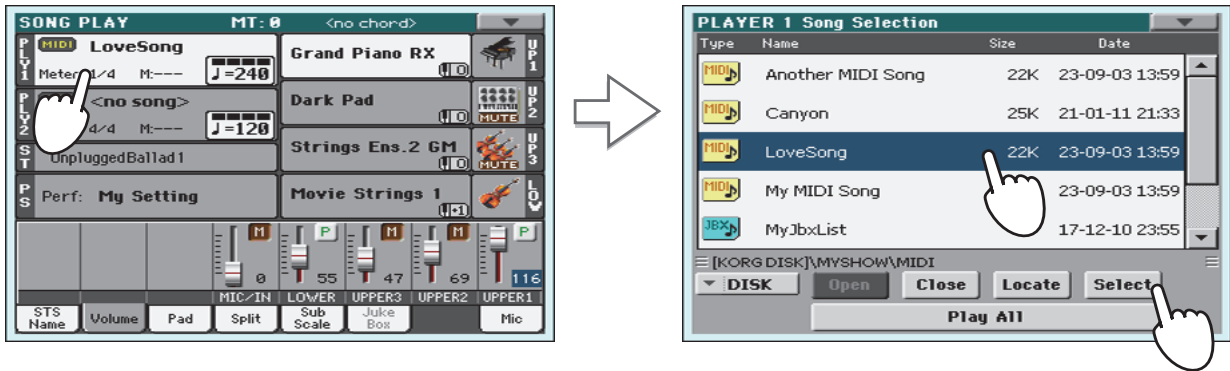 SONG PLAY MT: 0 <no chord>
PLY1 MIDI LoveSong
Meter 1/4 M:--- ♩=240
Grand Piano RX 0 UP1
PLY2 <no song>
4/4 M:--- ♩=120
Dark Pad 0 MUTE UP2
ST UnpluggedBallad1
Strings Ens.2 GM 0 MUTE UP3
PS Perf: My Setting
Movie Strings 1 +1 LOW
M P M M P
0 55 47 69 116
MIC/IN LOWER UPPER3 UPPER2 UPPER1
STS Name Volume Pad Split Sub Scale Juke Box Mic
PLAYER 1 Song Selection
Type Name Size Date
MIDI Another MIDI Song 22K 23-09-03 13:59
MIDI Canyon 25K 21-01-11 21:33
MIDI LoveSong 22K 23-09-03 13:59
MIDI My MIDI Song 23-09-03 13:59
JBX MyJbxList 17-12-10 23:55
[KORG DISK]\MYSHOW\MIDI
DISK Open Close Locate Select
Play All